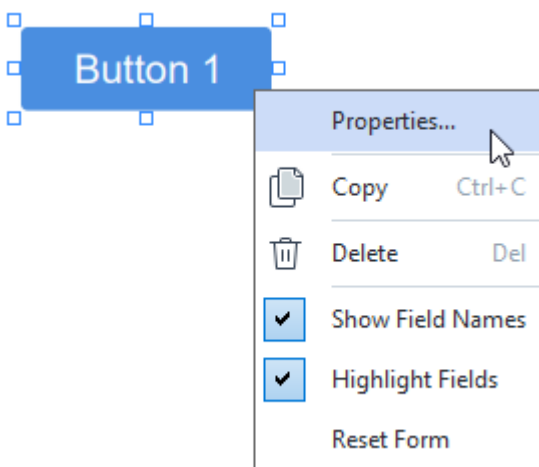 Button 1
Properties...
Copy Ctrl+C
Delete Del
Show Field Names
Highlight Fields
Reset Form